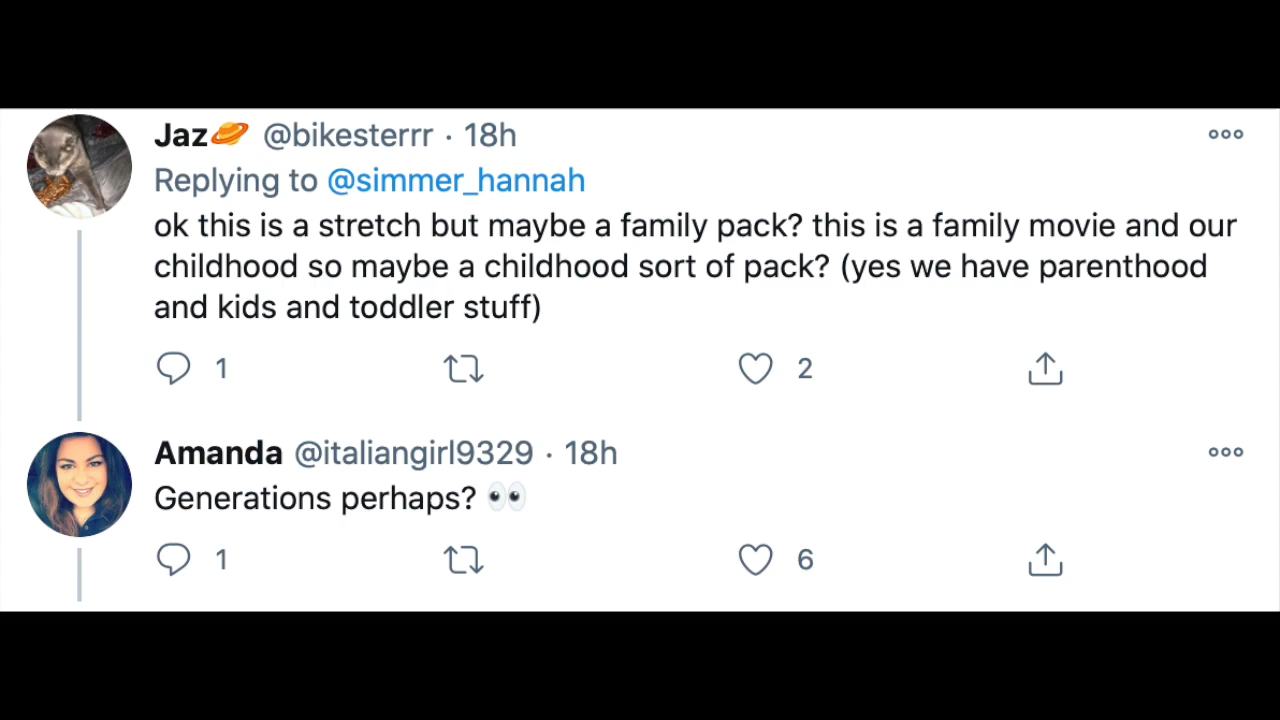 Jaz🪐 @bikesterrr · 18h
Replying to @simmer_hannah
ok this is a stretch but maybe a family pack? this is a family movie and our
childhood so maybe a childhood sort of pack? (yes we have parenthood
and kids and toddler stuff)
1 2
Amanda @italiangirl9329 · 18h
Generations perhaps? 👀
1 6